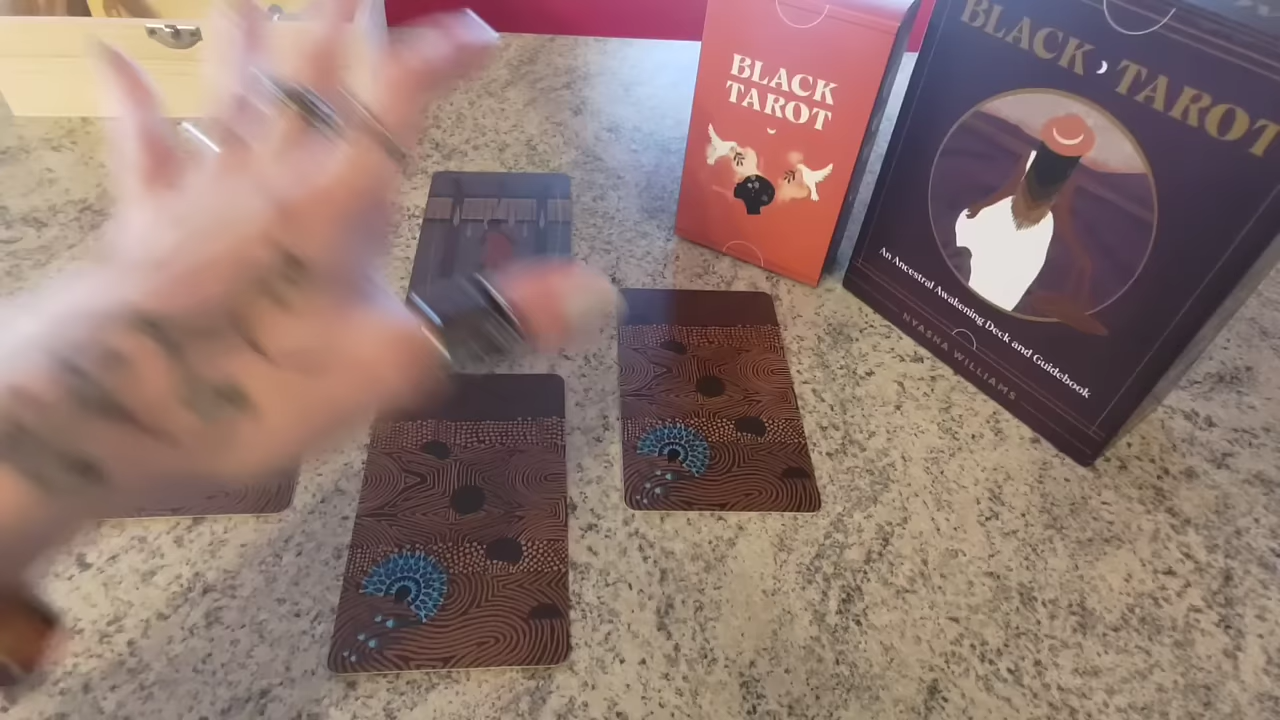 BLACK
TAROT
BLACK TAROT
An Ancestral Awakening Deck and Guidebook
NYASHA WILLIAMS